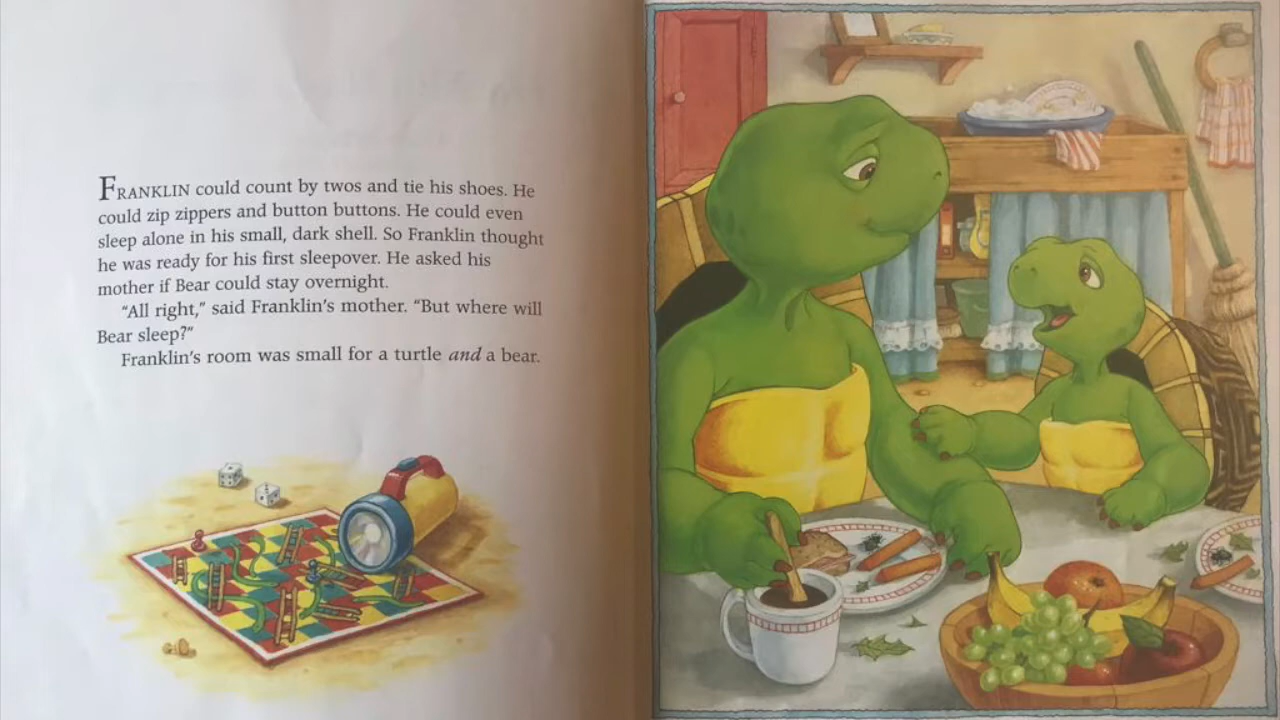 FRANKLIN could count by twos and tie his shoes. He
could zip zippers and button buttons. He could even
sleep alone in his small, dark shell. So Franklin thought
he was ready for his first sleepover. He asked his
mother if Bear could stay overnight.
“All right,” said Franklin’s mother. “But where will
Bear sleep?”
Franklin’s room was small for a turtle and a bear.